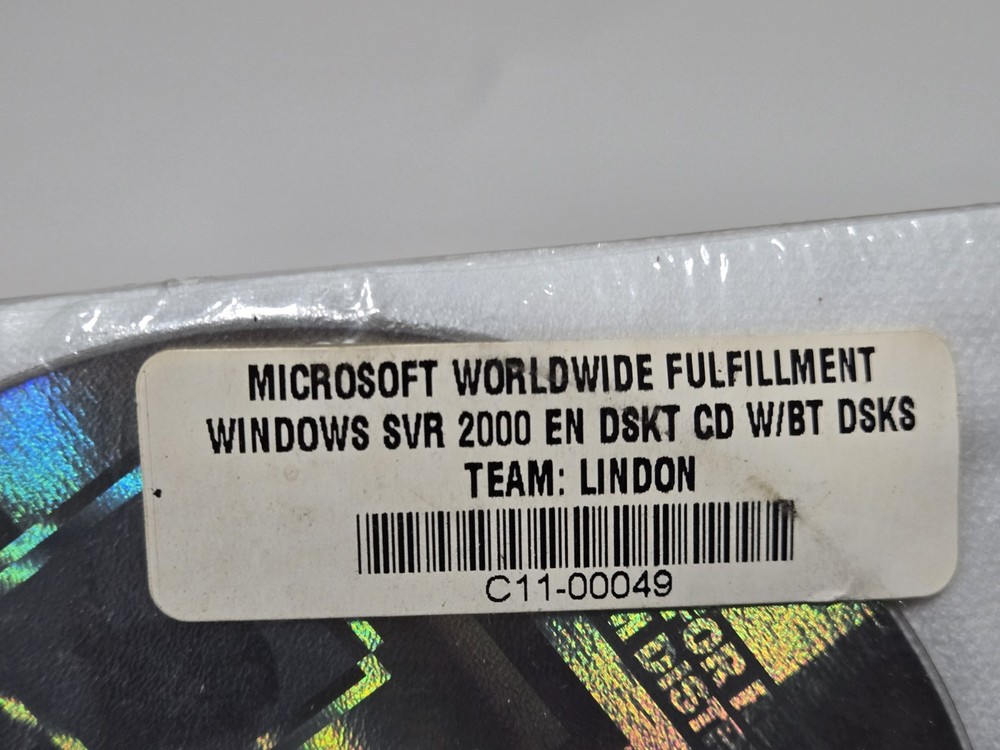 MICROSOFT WORLDWIDE FULFILLMENT
WINDOWS SVR 2000 EN DSKT CD W/BT DSKS
TEAM: LINDON
C11-00049